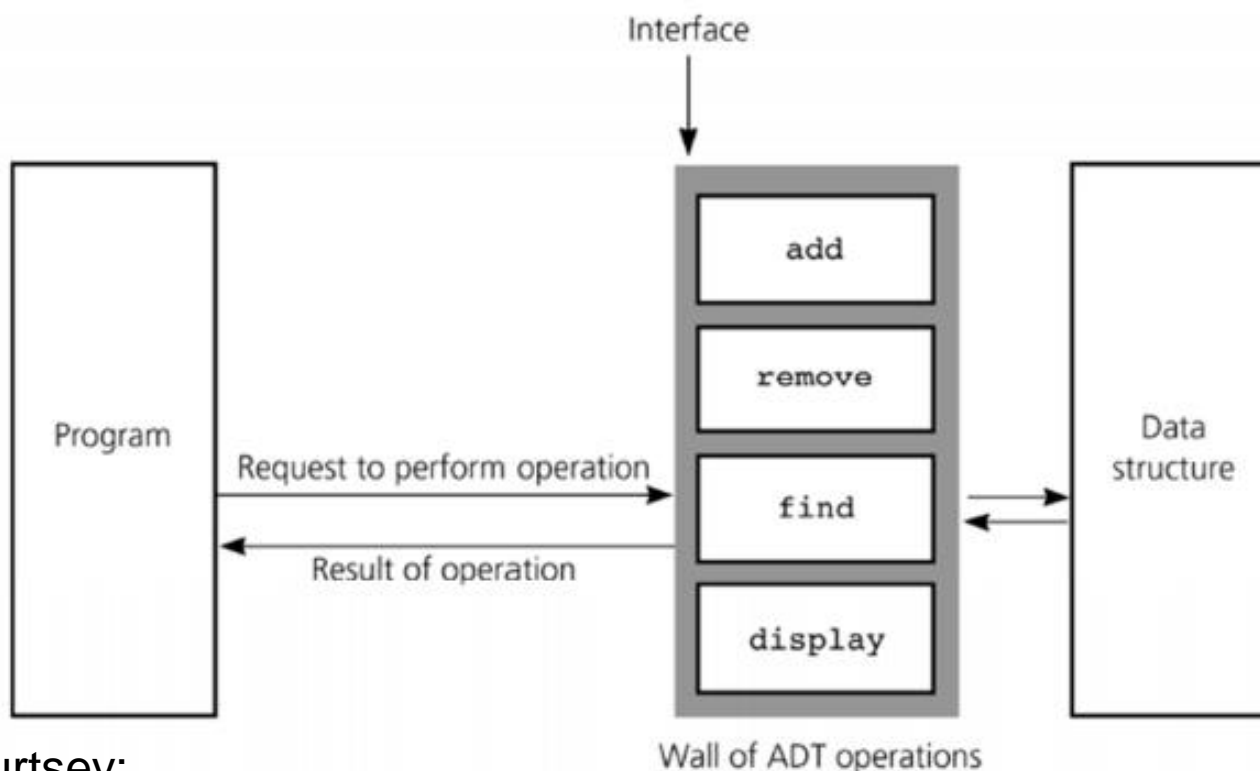 Interface
add
remove
find
display
Program
Request to perform operation
Result of operation
Data
structure
Wall of ADT operations